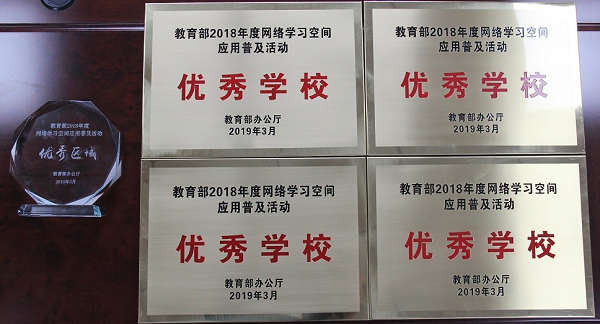 教育部2018年度
网络学习空间应用普及活动
优秀区域
教育部办公厅
2019年3月
教育部2018年度网络学习空间
应用普及活动
优秀学校
教育部办公厅
2019年3月
教育部2018年度网络学习空间
应用普及活动
优秀学校
教育部办公厅
2019年3月
教育部2018年度网络学习空间
应用普及活动
优秀学校
教育部办公厅
2019年3月
教育部2018年度网络学习空间
应用普及活动
优秀学校
教育部办公厅
2019年3月